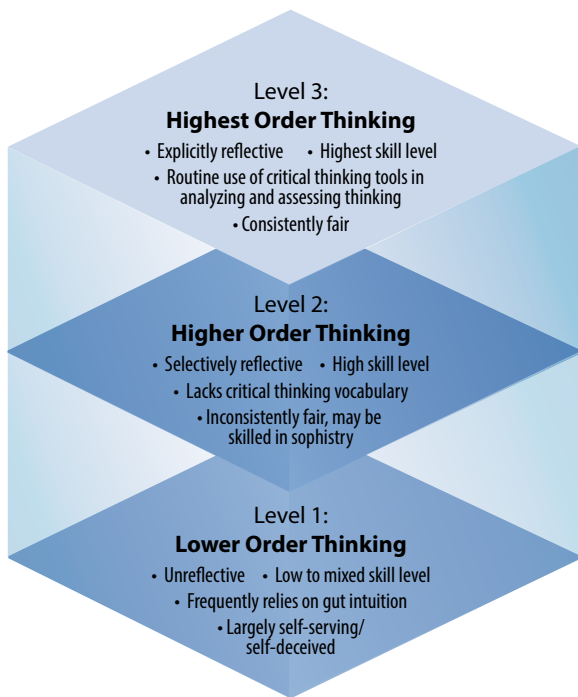 Level 3:
Highest Order Thinking
• Explicitly reflective • Highest skill level
• Routine use of critical thinking tools in
analyzing and assessing thinking
• Consistently fair
Level 2:
Higher Order Thinking
• Selectively reflective • High skill level
• Lacks critical thinking vocabulary
• Inconsistently fair, may be
skilled in sophistry
Level 1:
Lower Order Thinking
• Unreflective • Low to mixed skill level
• Frequently relies on gut intuition
• Largely self-serving/
self-deceived